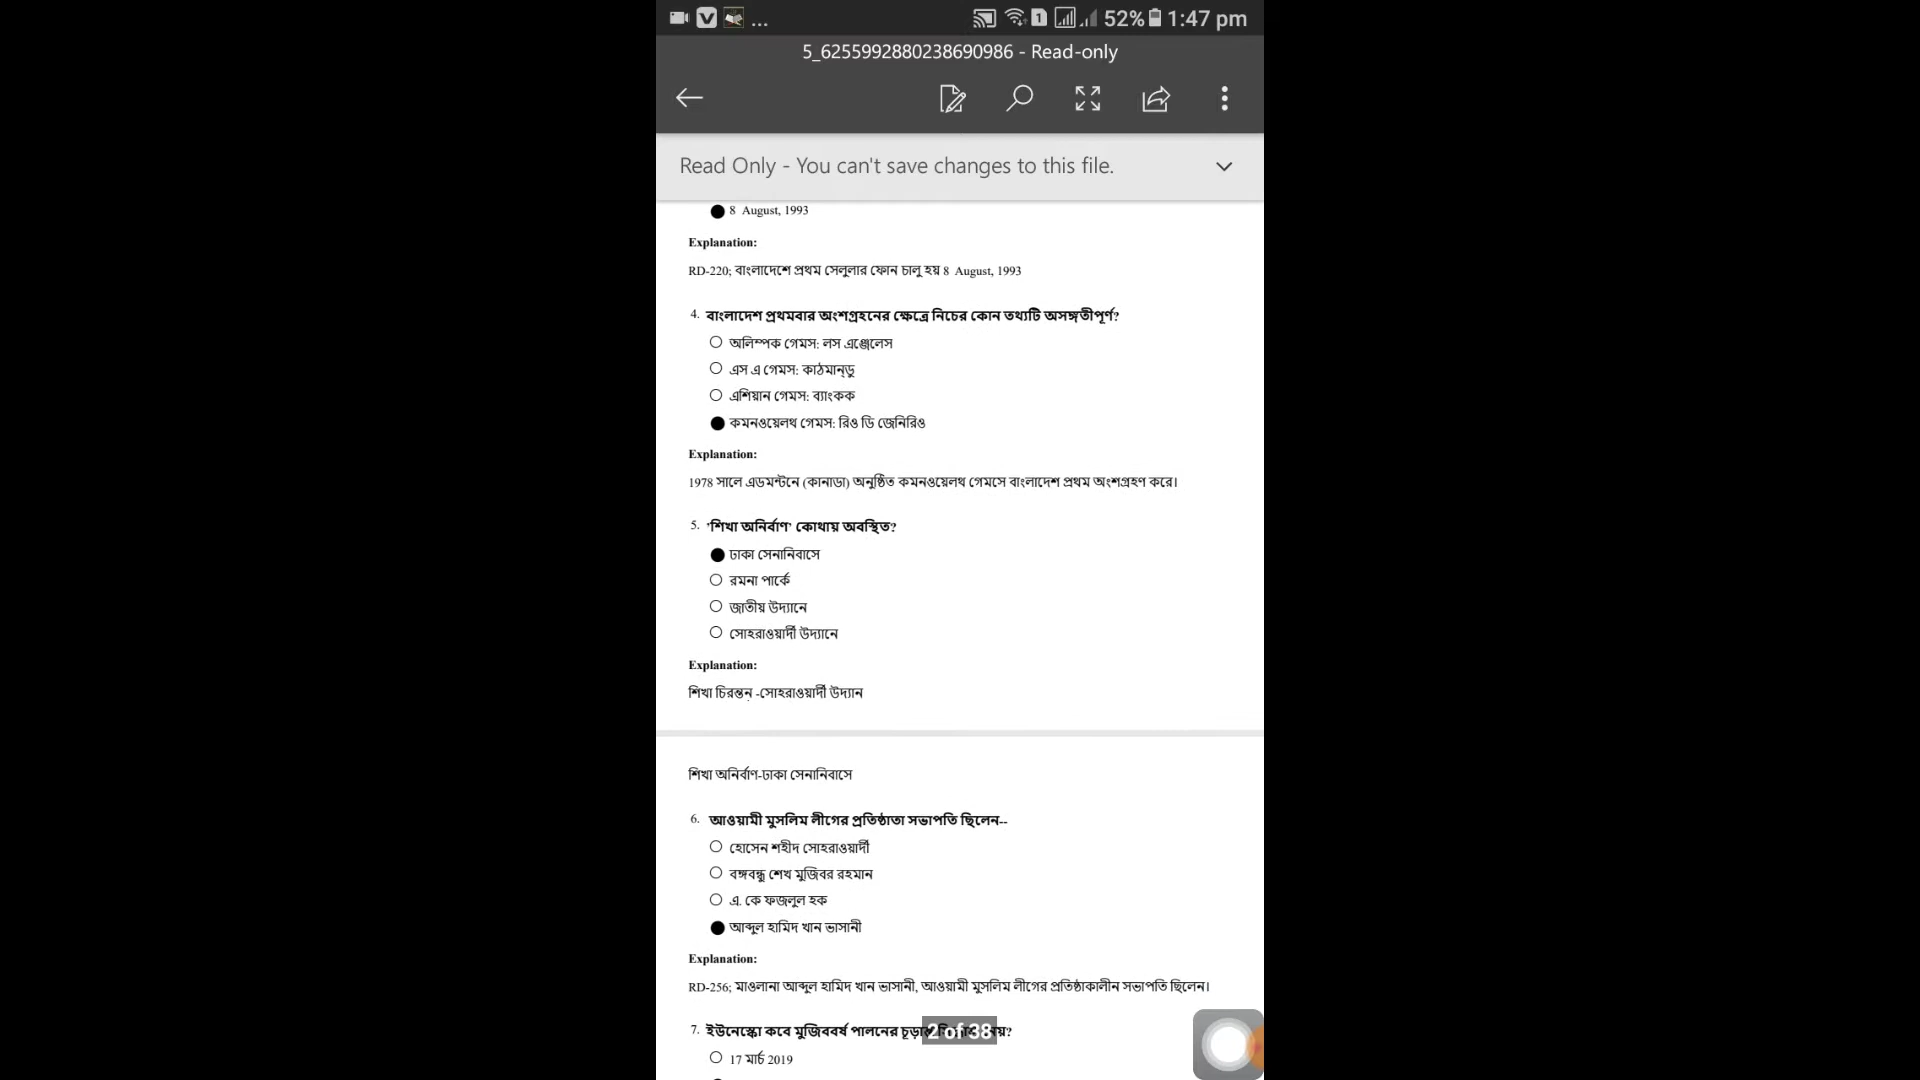 ... 1 52% 1:47 pm
5_6255992880238690986 - Read-only
Read Only - You can't save changes to this file.
8 August, 1993
Explanation:
RD-220; বাংলাদেশে প্রথম সেলুলার ফোন চালু হয় 8 August, 1993
4. বাংলাদেশ প্রথমবার অংশগ্রহনের ক্ষেত্রে নিচের কোন তথ্যটি অসঙ্গতীপূর্ণ?
অলিম্পক গেমস: লস এঞ্জেলেস
এস এ গেমস: কাঠমান্ডু
এশিয়ান গেমস: ব্যাংকক
কমনওয়েলথ গেমস: রিও ডি জেনিরিও
Explanation:
1978 সালে এডমন্টনে (কানাডা) অনুষ্ঠিত কমনওয়েলথ গেমসে বাংলাদেশ প্রথম অংশগ্রহণ করে।
5. 'শিখা অনির্বাণ' কোথায় অবস্থিত?
ঢাকা সেনানিবাসে
রমনা পার্কে
জাতীয় উদ্যানে
সোহরাওয়ার্দী উদ্যানে
Explanation:
শিখা চিরন্তন্ -সোহরাওয়ার্দী উদ্যান
শিখা অনির্বাণ-ঢাকা সেনানিবাসে
6. আওয়ামী মুসলিম লীগের প্রতিষ্ঠাতা সভাপতি ছিলেন--
হোসেন শহীদ সোহরাওয়ার্দী
বঙ্গবন্ধু শেখ মুজিবর রহমান
এ. কে ফজলুল হক
আব্দুল হামিদ খান ভাসানী
Explanation:
RD-256; মাওলানা আব্দুল হামিদ খান ভাসানী, আওয়ামী মুসলিম লীগের প্রতিষ্ঠাকালীন সভাপতি ছিলেন।
7. ইউনেস্কো কবে মুজিববর্ষ পালনের
2 of 38
17 মার্চ 2019